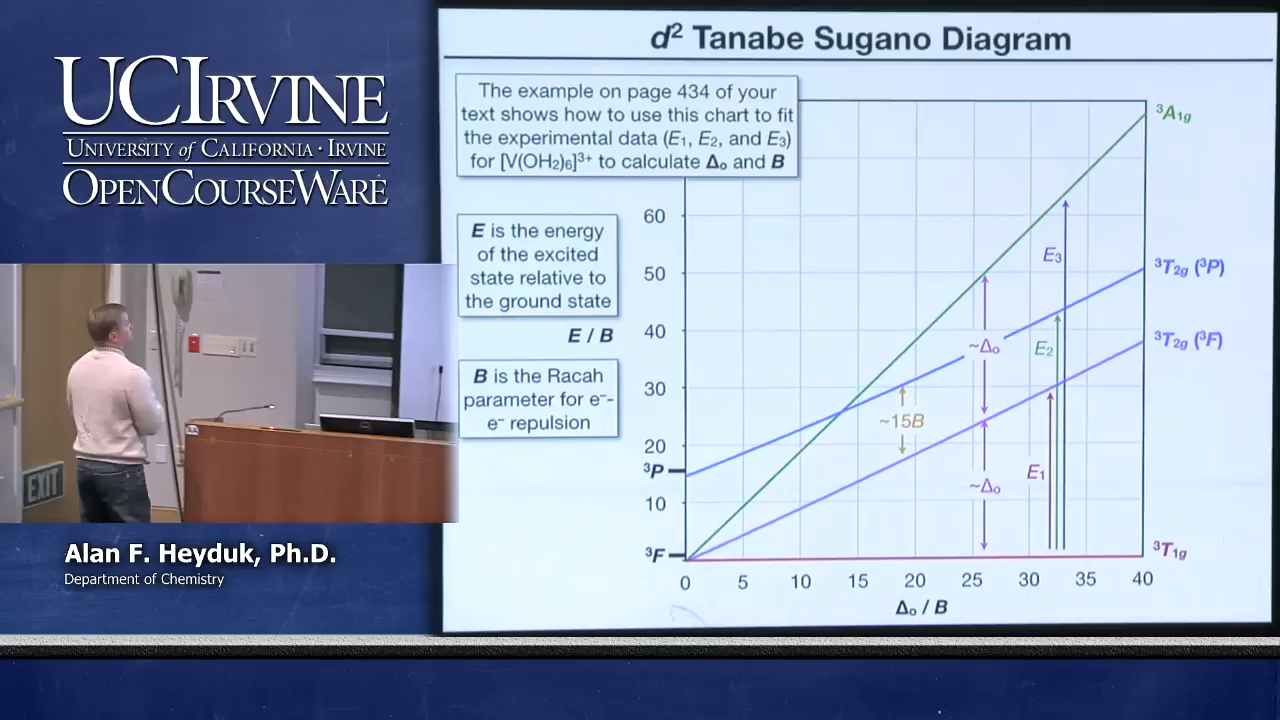 UCIRVINE
UNIVERSITY of CALIFORNIA · IRVINE
OPENCOURSEWARE
EXIT
Alan F. Heyduk, Ph.D.
Department of Chemistry
d² Tanabe Sugano Diagram
The example on page 434 of your
text shows how to use this chart to fit
the experimental data (E₁, E₂, and E₃)
for [V(OH₂)₆]³⁺ to calculate Δₒ and B
E is the energy
of the excited
state relative to
the ground state
E / B
B is the Racah
parameter for e⁻-
e⁻ repulsion
60
50
40
30
20
³P
10
³F
0 5 10 15 20 25 30 35 40
Δₒ / B
³A₁g
³T₂g (³P)
³T₂g (³F)
³T₁g
E₃
E₂
E₁
~Δₒ
~15B
~Δₒ